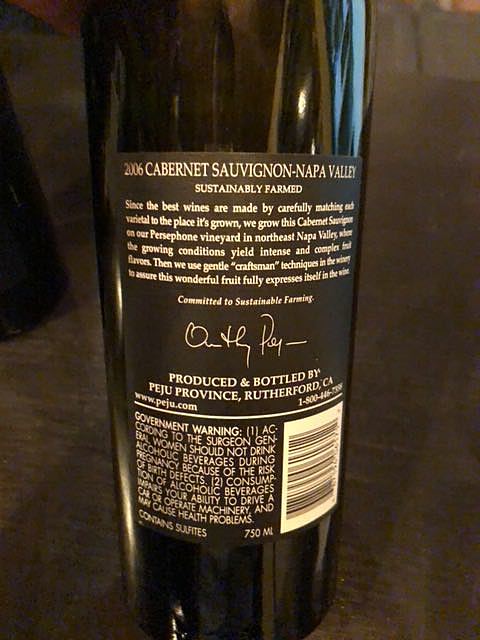 2006 CABERNET SAUVIGNON-NAPA VALLEY
SUSTAINABLY FARMED
Since the best wines are made by carefully matching each
varietal to the place it's grown, we grow this Cabernet Sauvignon
on our Persephone vineyard in northeast Napa Valley, where
the growing conditions yield intense and complex fruit
flavors. Then we use gentle "craftsman" techniques in the winery
to assure this wonderful fruit fully expresses itself in the wine.
Committed to Sustainable Farming.
PRODUCED & BOTTLED BY
PEJU PROVINCE, RUTHERFORD, CA
www.peju.com 1-800-446-7358
GOVERNMENT WARNING: (1) AC-
CORDING TO THE SURGEON GEN-
ERAL, WOMEN SHOULD NOT DRINK
ALCOHOLIC BEVERAGES DURING
PREGNANCY BECAUSE OF THE RISK
OF BIRTH DEFECTS. (2) CONSUMP-
TION OF ALCOHOLIC BEVERAGES
IMPAIRS YOUR ABILITY TO DRIVE A
CAR OR OPERATE MACHINERY, AND
MAY CAUSE HEALTH PROBLEMS.
CONTAINS SULFITES 750 ML